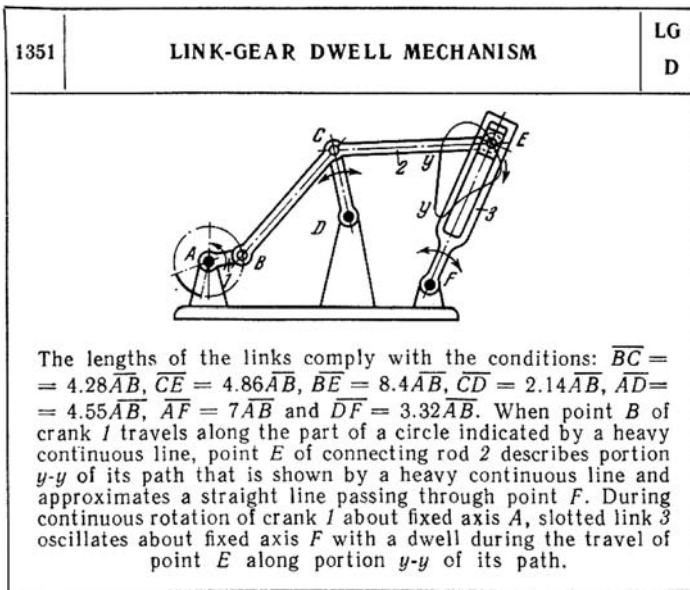 1351
LINK-GEAR DWELL MECHANISM
LG
D
C
E
2
y
y
3
D
A
B
1
F
The lengths of the links comply with the conditions: BC =
= 4.28AB, CE = 4.86AB, BE = 8.4AB, CD = 2.14AB, AD=
= 4.55AB, AF = 7AB and DF = 3.32AB. When point B of
crank 1 travels along the part of a circle indicated by a heavy
continuous line, point E of connecting rod 2 describes portion
y-y of its path that is shown by a heavy continuous line and
approximates a straight line passing through point F. During
continuous rotation of crank 1 about fixed axis A, slotted link 3
oscillates about fixed axis F with a dwell during the travel of
point E along portion y-y of its path.